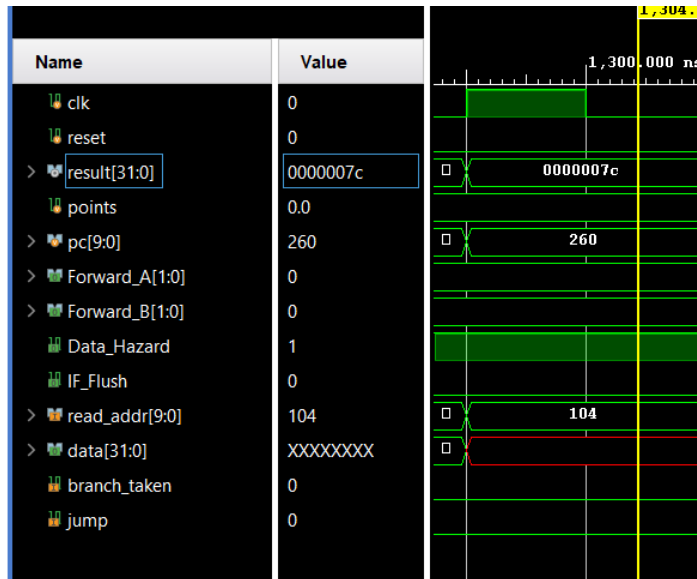 1,304.
Name Value
1,300.000 ns
clk 0
reset 0
result[31:0] 0000007c 0000007c
points 0.0
pc[9:0] 260 260
Forward_A[1:0] 0
Forward_B[1:0] 0
Data_Hazard 1
IF_Flush 0
read_addr[9:0] 104 104
data[31:0] XXXXXXXX
branch_taken 0
jump 0